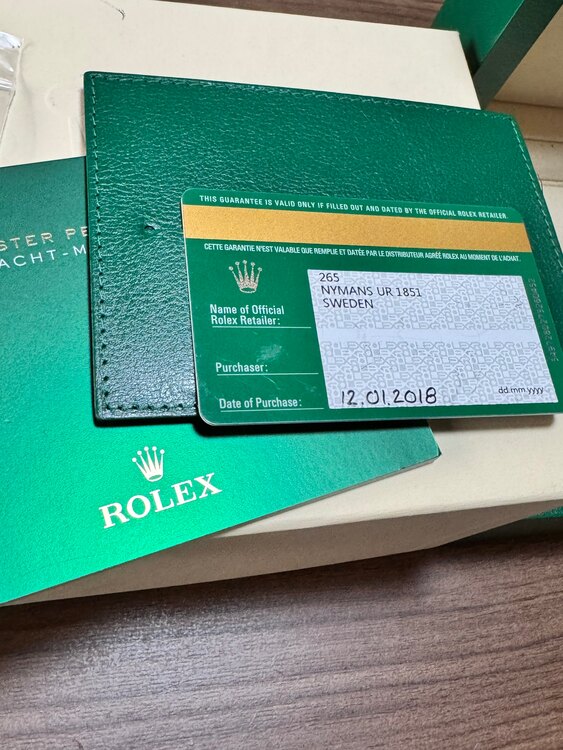 THIS GUARANTEE IS VALID ONLY IF FILLED OUT AND DATED BY THE OFFICIAL ROLEX RETAILER
CETTE GARANTIE N'EST VALABLE QUE REMPLIE ET DATÉE PAR LE DISTRIBUTEUR AGRÉÉ ROLEX AU MOMENT DE L'ACHAT.
265
NYMANS UR 1851
SWEDEN
Name of Official
Rolex Retailer:
Purchaser:
Date of Purchase:
12.01.2018
dd.mm.yyyy
ROLEX